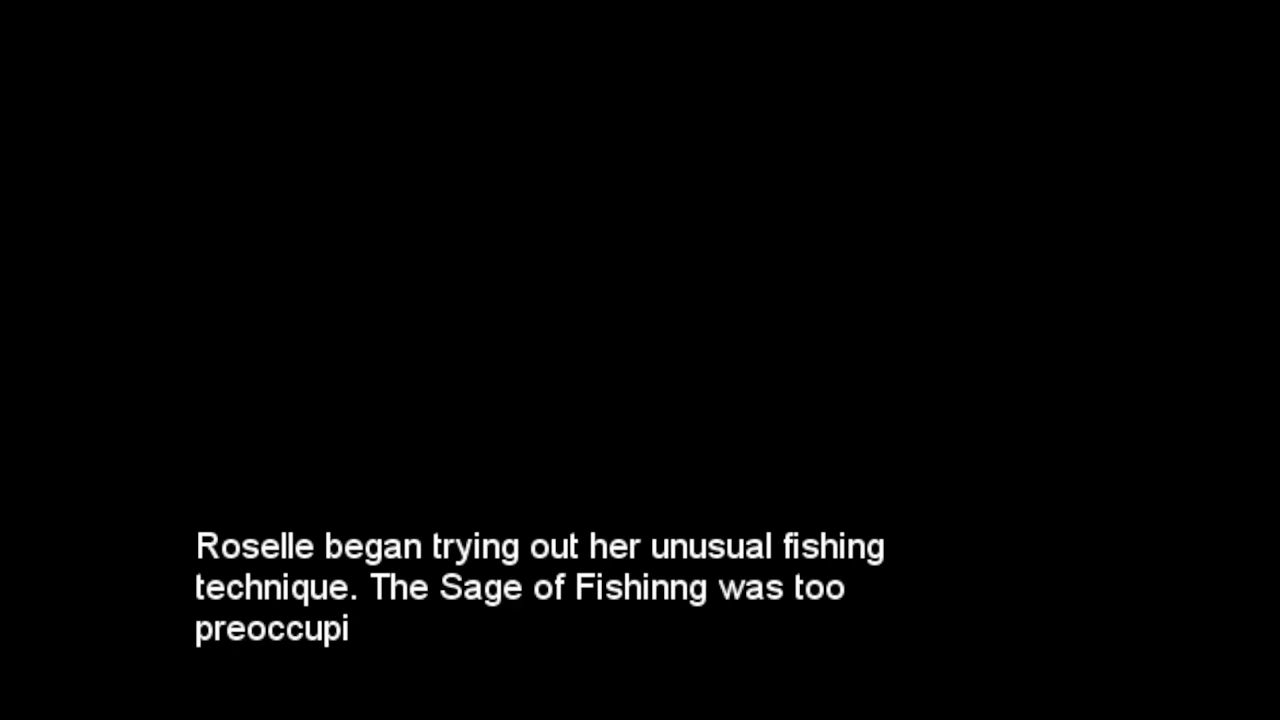 Roselle began trying out her unusual fishing
technique. The Sage of Fishinng was too
preoccupi